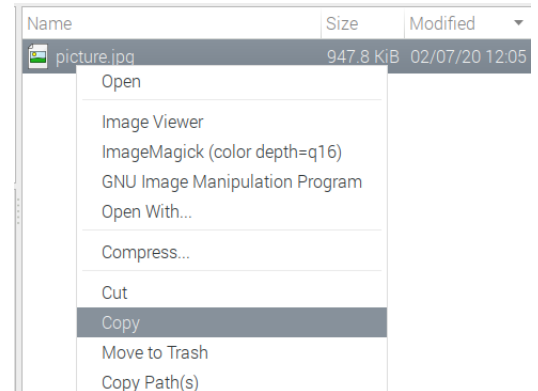 Name Size Modified
picture.jpg 947.8 KiB 02/07/20 12:05
Open
Image Viewer
ImageMagick (color depth=q16)
GNU Image Manipulation Program
Open With...
Compress...
Cut
Copy
Move to Trash
Copy Path(s)